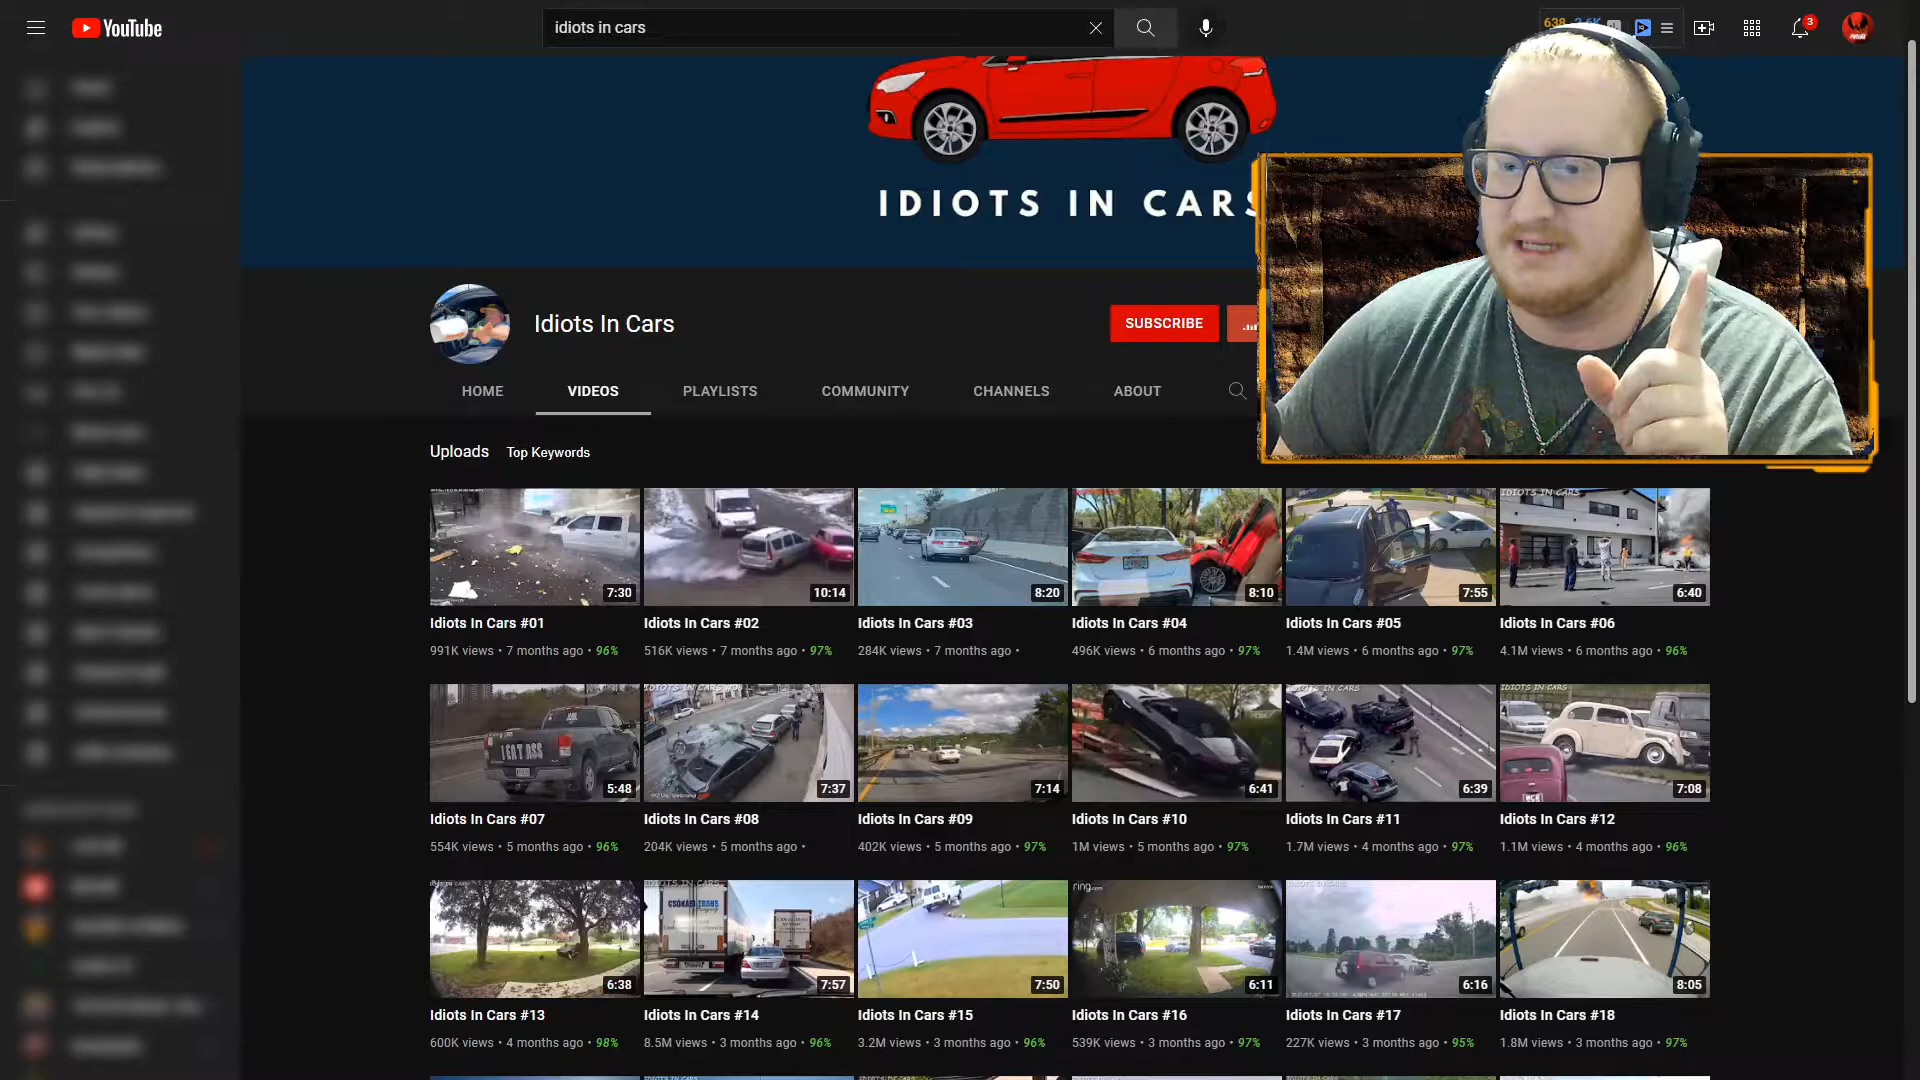 YouTube
idiots in cars
638
3
IDIOTS IN CARS
Idiots In Cars
SUBSCRIBE
HOME VIDEOS PLAYLISTS COMMUNITY CHANNELS ABOUT
Uploads Top Keywords
7:30 10:14 8:20 8:10 7:55 6:40
IDIOTS IN CARS
Idiots In Cars #01 Idiots In Cars #02 Idiots In Cars #03 Idiots In Cars #04 Idiots In Cars #05 Idiots In Cars #06
991K views • 7 months ago • 96% 516K views • 7 months ago • 97% 284K views • 7 months ago • 496K views • 6 months ago • 97% 1.4M views • 6 months ago • 97% 4.1M views • 6 months ago • 96%
IDIOTS IN CARS
I EAT ASS
5:48 7:37 7:14 6:41 6:39 7:08
Idiots In Cars #07 Idiots In Cars #08 Idiots In Cars #09 Idiots In Cars #10 Idiots In Cars #11 Idiots In Cars #12
554K views • 5 months ago • 96% 204K views • 5 months ago • 402K views • 5 months ago • 97% 1M views • 5 months ago • 97% 1.7M views • 4 months ago • 97% 1.1M views • 4 months ago • 96%
ring.com
6:38 7:57 7:50 6:11 6:16 8:05
Idiots In Cars #13 Idiots In Cars #14 Idiots In Cars #15 Idiots In Cars #16 Idiots In Cars #17 Idiots In Cars #18
600K views • 4 months ago • 98% 8.5M views • 3 months ago • 96% 3.2M views • 3 months ago • 96% 539K views • 3 months ago • 97% 227K views • 3 months ago • 95% 1.8M views • 3 months ago • 97%